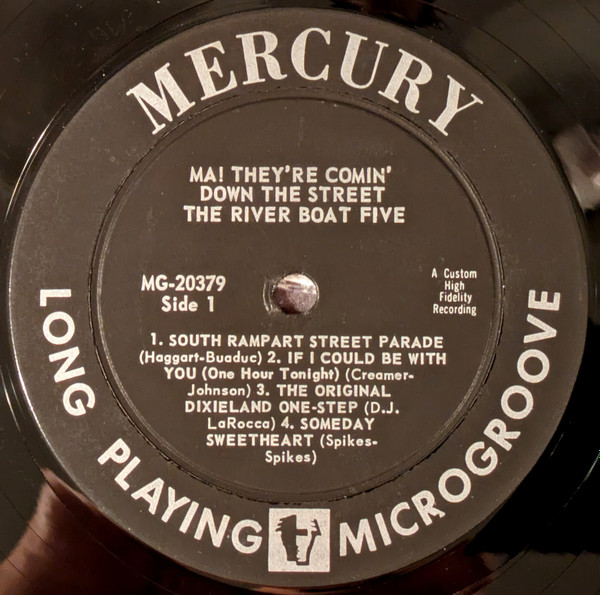 MERCURY
MA! THEY'RE COMIN'
DOWN THE STREET
THE RIVER BOAT FIVE
MG-20379
Side 1
A Custom
High
Fidelity
Recording
1. SOUTH RAMPART STREET PARADE
(Haggart-Buaduc) 2. IF I COULD BE WITH
YOU (One Hour Tonight) (Creamer-
Johnson) 3. THE ORIGINAL
DIXIELAND ONE-STEP (D.J.
LaRocca) 4. SOMEDAY
SWEETHEART (Spikes-
Spikes)
LONG PLAYING MICROGROOVE